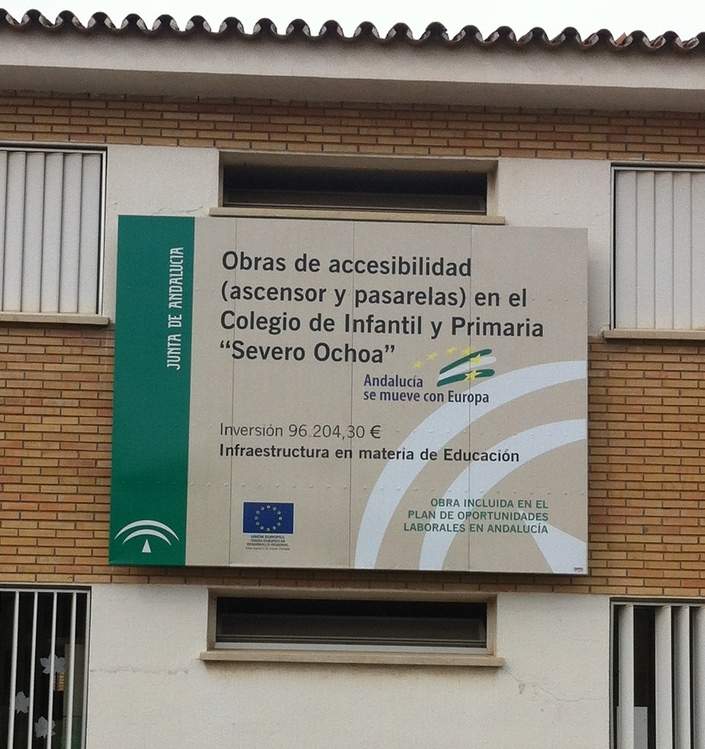 JUNTA DE ANDALUCIA
Obras de accesibilidad
(ascensor y pasarelas) en el
Colegio de Infantil y Primaria
“Severo Ochoa”
Andalucía
se mueve con Europa
Inversión 96.204,30 €
Infraestructura en materia de Educación
OBRA INCLUIDA EN EL
PLAN DE OPORTUNIDADES
LABORALES EN ANDALUCÍA
UNIÓN EUROPEA